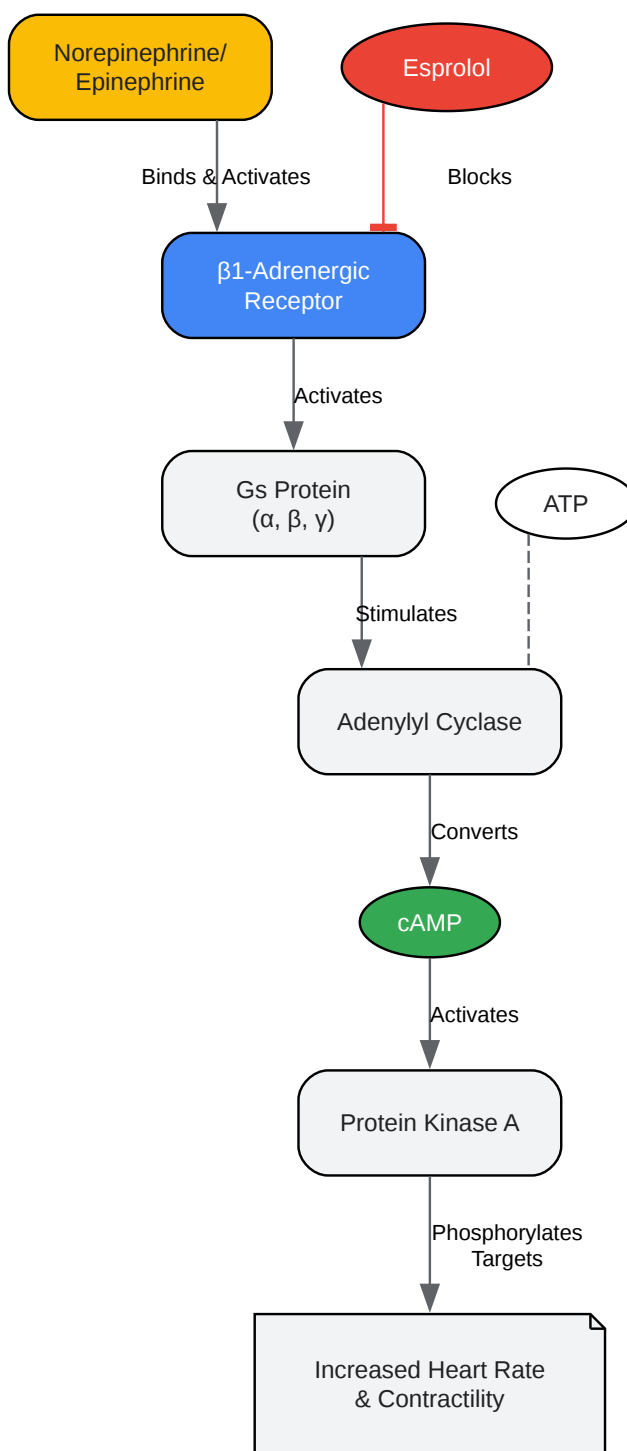 Norepinephrine/
Epinephrine
Esprolol
Binds & Activates
Blocks
β1-Adrenergic
Receptor
Activates
Gs Protein
(α, β, γ)
ATP
Stimulates
Adenylyl Cyclase
Converts
cAMP
Activates
Protein Kinase A
Phosphorylates
Targets
Increased Heart Rate
& Contractility